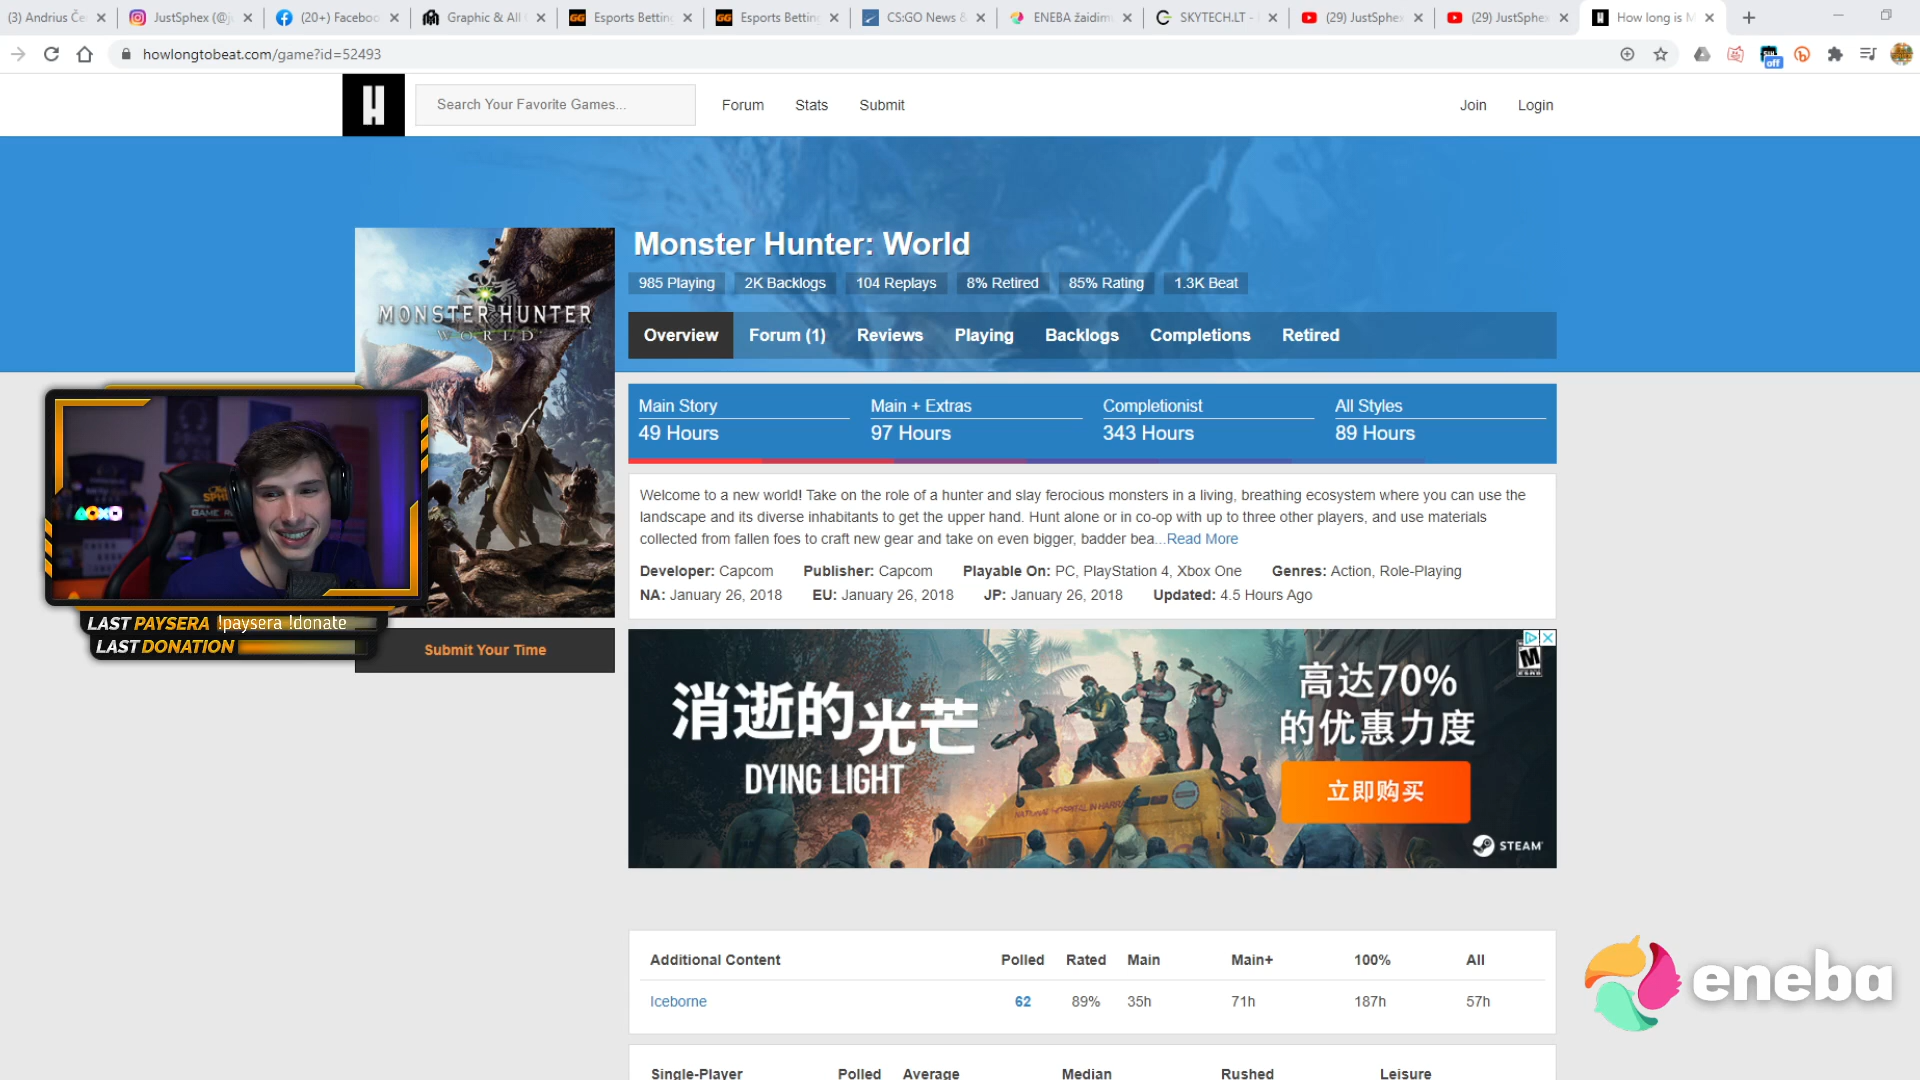 (3) Andrius Če
JustSphex (@j
(20+) Faceboo
Graphic & All
Esports Betting
Esports Betting
CS:GO News &
ENEBA žaidim
SKYTECH.LT -
(29) JustSphex
(29) JustSphex
How long is M
howlongtobeat.com/game?id=52493
off
Search Your Favorite Games...
Forum
Stats
Submit
Join
Login
Monster Hunter: World
985 Playing
2K Backlogs
104 Replays
8% Retired
85% Rating
1.3K Beat
MONSTER HUNTER
WORLD
Overview
Forum (1)
Reviews
Playing
Backlogs
Completions
Retired
Main Story
49 Hours
Main + Extras
97 Hours
Completionist
343 Hours
All Styles
89 Hours
Welcome to a new world! Take on the role of a hunter and slay ferocious monsters in a living, breathing ecosystem where you can use the
landscape and its diverse inhabitants to get the upper hand. Hunt alone or in co-op with up to three other players, and use materials
collected from fallen foes to craft new gear and take on even bigger, badder bea...Read More
Developer: Capcom Publisher: Capcom Playable On: PC, PlayStation 4, Xbox One Genres: Action, Role-Playing
NA: January 26, 2018 EU: January 26, 2018 JP: January 26, 2018 Updated: 4.5 Hours Ago
LAST PAYSERA !paysera !donate
LAST DONATION
Submit Your Time
消逝的光芒
DYING LIGHT
高达70%
的优惠力度
立即购买
STEAM
M
NATIONAL HOSPITAL IN HARRAN
Additional Content Polled Rated Main Main+ 100% All
Iceborne 62 89% 35h 71h 187h 57h
eneba
Single-Player Polled Average Median Rushed Leisure